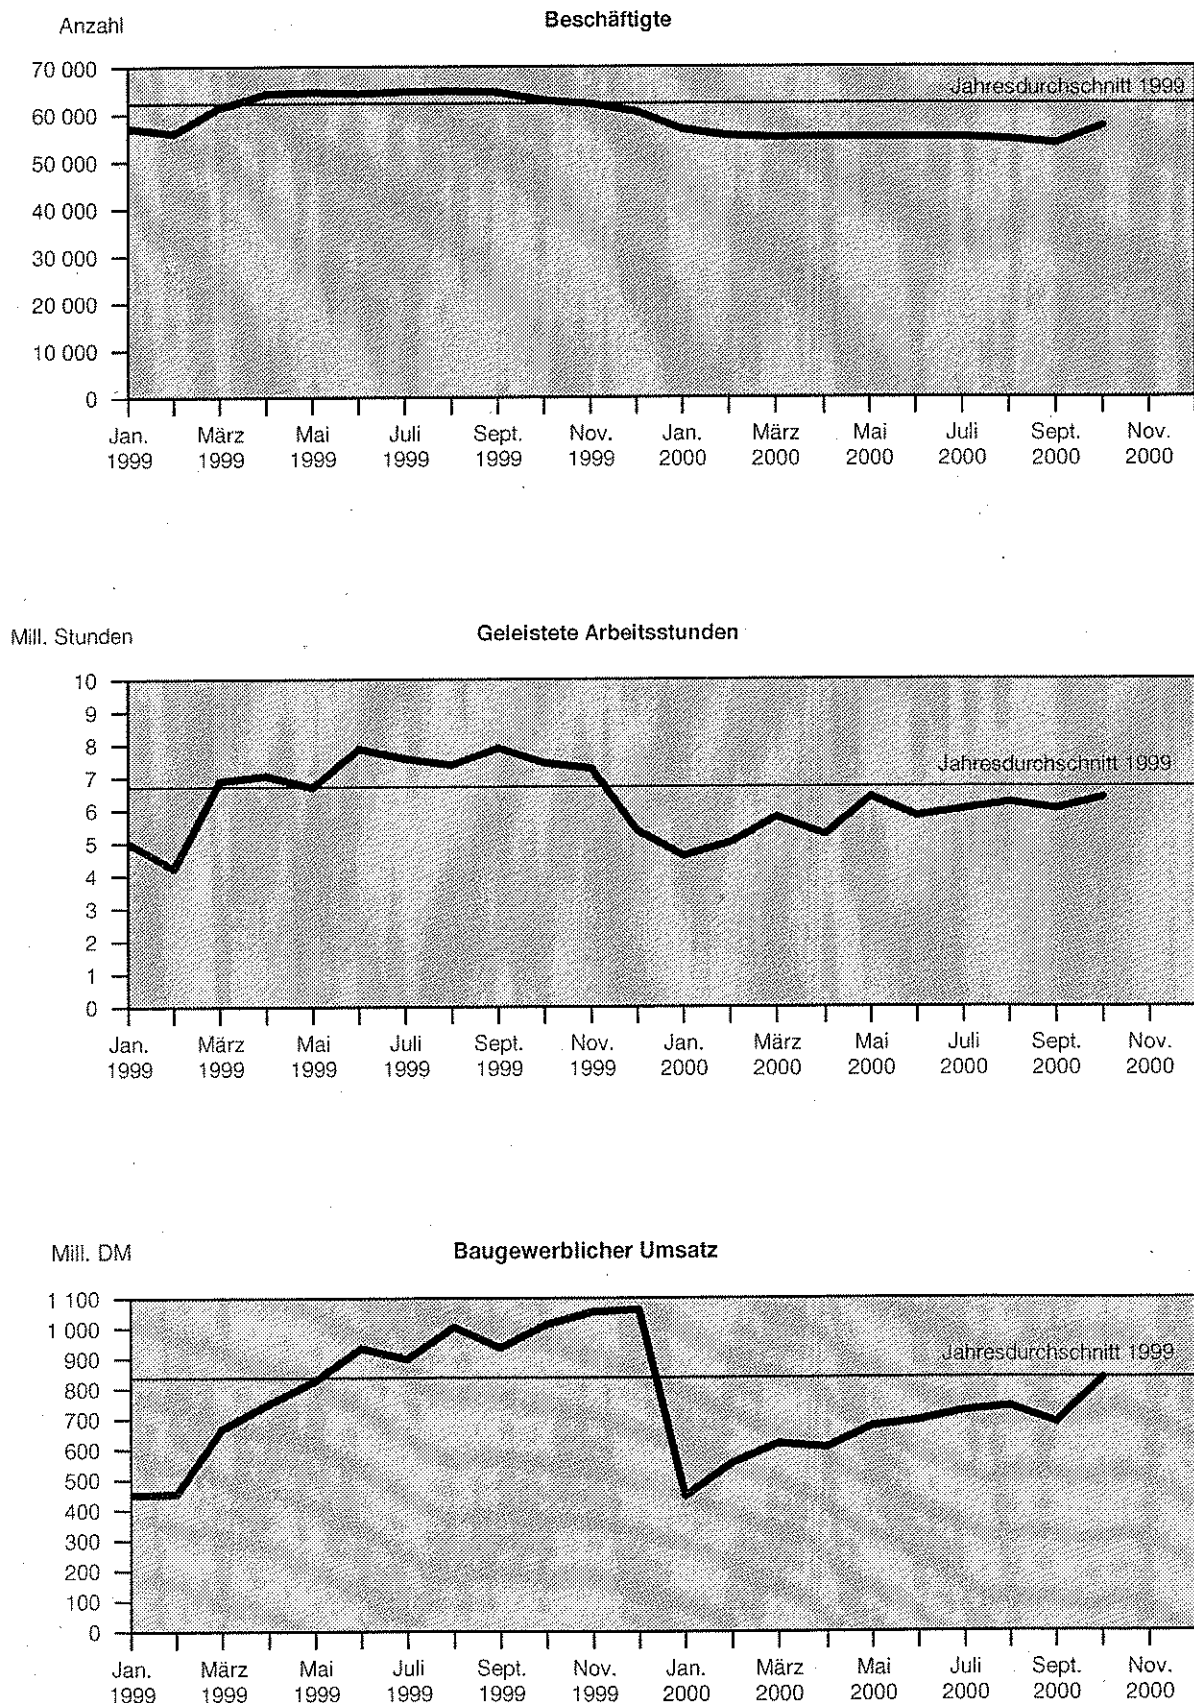 Anzahl
Beschäftigte
70 000
60 000
50 000
40 000
30 000
20 000
10 000
0
Jahresdurchschnitt 1999
Jan. März Mai Juli Sept. Nov. Jan. März Mai Juli Sept. Nov.
1999 1999 1999 1999 1999 1999 2000 2000 2000 2000 2000 2000
Mill. Stunden
Geleistete Arbeitsstunden
10
9
8
7
6
5
4
3
2
1
0
Jahresdurchschnitt 1999
Jan. März Mai Juli Sept. Nov. Jan. März Mai Juli Sept. Nov.
1999 1999 1999 1999 1999 1999 2000 2000 2000 2000 2000 2000
Mill. DM
Baugewerblicher Umsatz
1 100
1 000
900
800
700
600
500
400
300
200
100
0
Jahresdurchschnitt 1999
Jan. März Mai Juli Sept. Nov. Jan. März Mai Juli Sept. Nov.
1999 1999 1999 1999 1999 1999 2000 2000 2000 2000 2000 2000